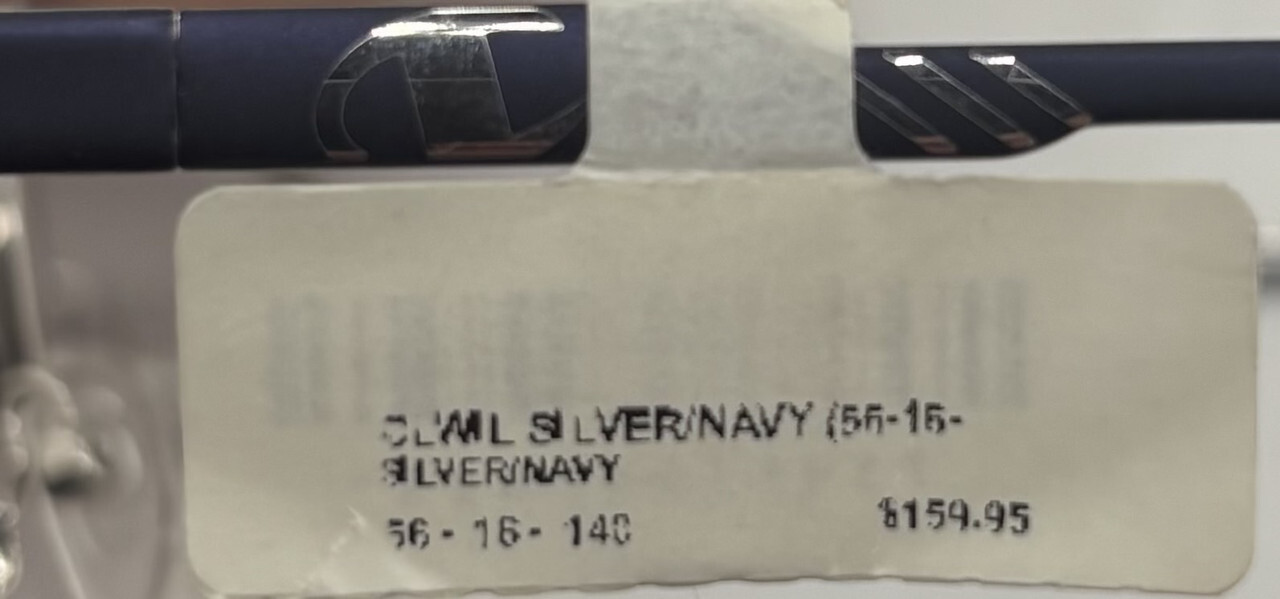 SILVER/NAVY (56-16-
SILVER/NAVY
56 - 16 - 140
$159.95